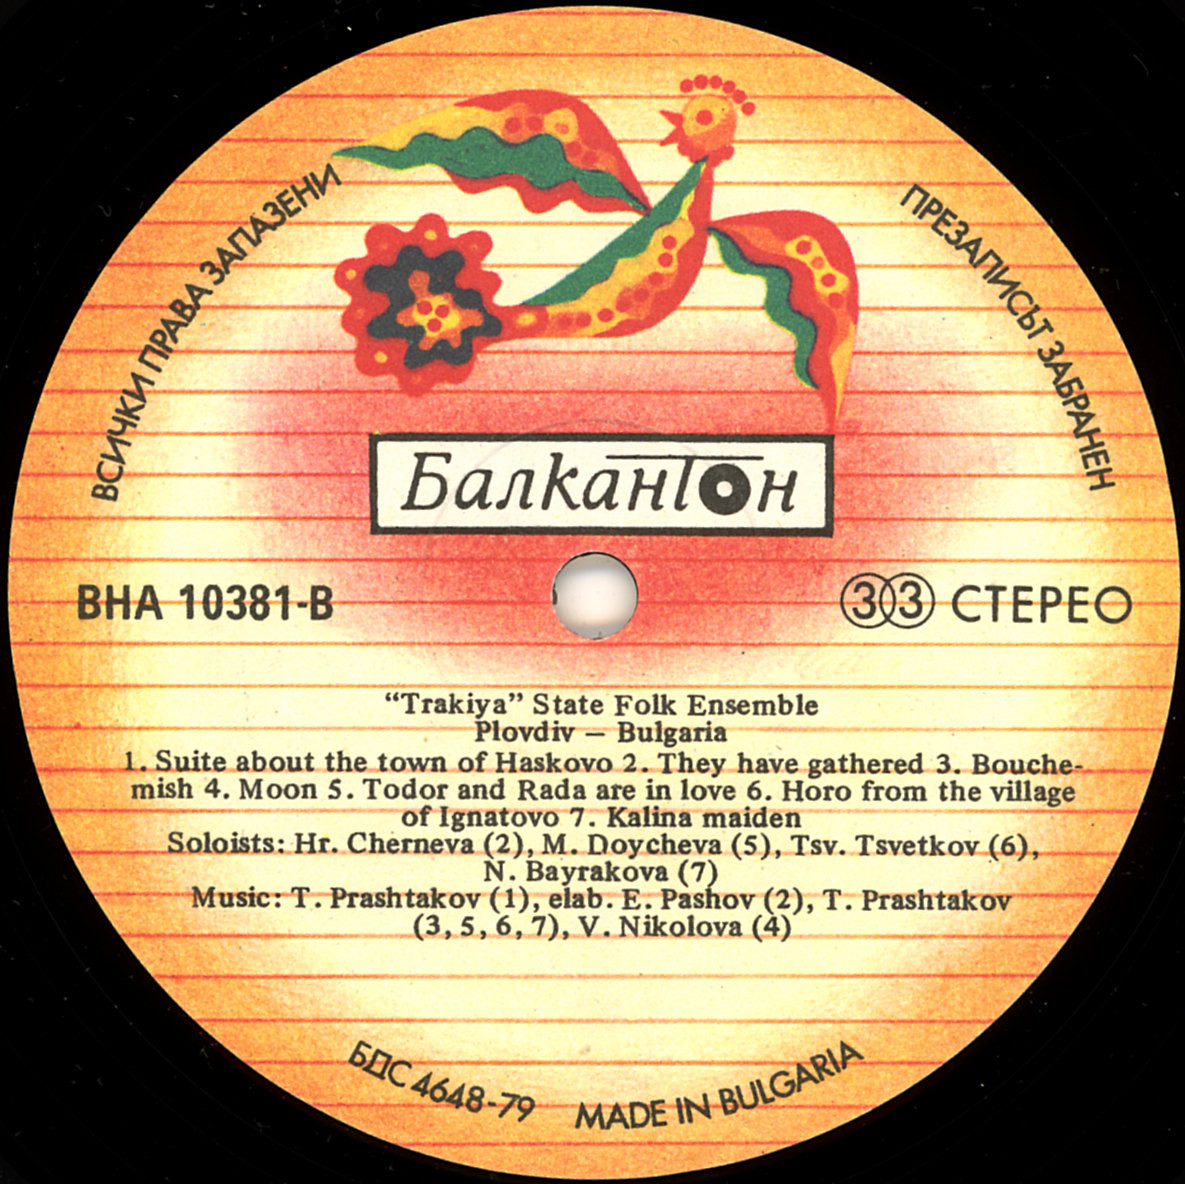 ВСИЧКИ ПРАВА ЗАПАЗЕНИ
ПРЕЗАПИСЪТ ЗАБРАНЕН
Балкантон
ВНА 10381-В
33 СТЕРЕО
“Trakiya” State Folk Ensemble
Plovdiv — Bulgaria
1. Suite about the town of Haskovo 2. They have gathered 3. Bouche-
mish 4. Moon 5. Todor and Rada are in love 6. Horo from the village
of Ignatovo 7. Kalina maiden
Soloists: Hr. Cherneva (2), M. Doycheva (5), Tsv. Tsvetkov (6),
N. Bayrakova (7)
Music: T. Prashtakov (1), elab. E. Pashov (2), T. Prashtakov
(3, 5, 6, 7), V. Nikolova (4)
БДС 4648-79
MADE IN BULGARIA